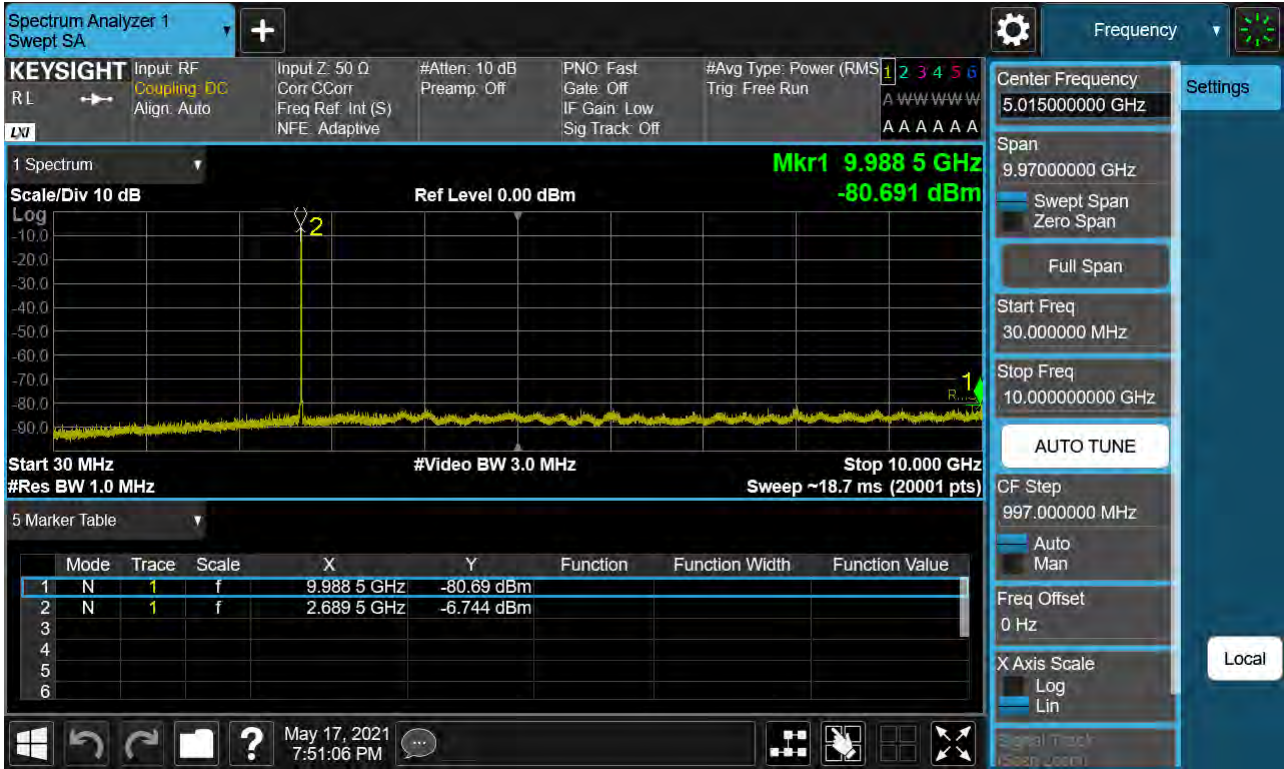 Spectrum Analyzer 1
Swept SA
+
Frequency
KEYSIGHT
RL
LXI
Input: RF
Coupling: DC
Align: Auto
Input Z: 50 Ω
Corr CCorr
Freq Ref: Int (S)
NFE: Adaptive
#Atten: 10 dB
Preamp: Off
PNO: Fast
Gate: Off
IF Gain: Low
Sig Track: Off
#Avg Type: Power (RMS
Trig: Free Run
1 2 3 4 5 6
A W W W W W
A A A A A A
1 Spectrum
Mkr1 9.988 5 GHz
-80.691 dBm
Scale/Div 10 dB
Ref Level 0.00 dBm
Log
-10.0
-20.0
-30.0
-40.0
-50.0
-60.0
-70.0
-80.0
-90.0
2
1
Start 30 MHz
#Video BW 3.0 MHz
Stop 10.000 GHz
#Res BW 1.0 MHz
Sweep ~18.7 ms (20001 pts)
5 Marker Table
Mode Trace Scale X Y Function Function Width Function Value
1 N 1 f 9.988 5 GHz -80.69 dBm
2 N 1 f 2.689 5 GHz -6.744 dBm
3
4
5
6
?
May 17, 2021
7:51:06 PM
Center Frequency
5.015000000 GHz
Span
9.97000000 GHz
Swept Span
Zero Span
Full Span
Start Freq
30.000000 MHz
Stop Freq
10.000000000 GHz
AUTO TUNE
CF Step
997.000000 MHz
Auto
Man
Freq Offset
0 Hz
X Axis Scale
Log
Lin
Signal Track
(Span Zoom)
Settings
Local